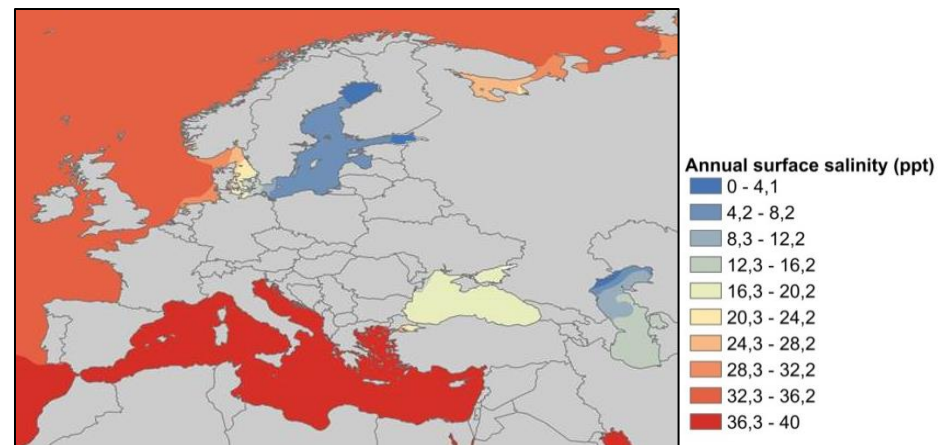 Annual surface salinity (ppt)
0 - 4,1
4,2 - 8,2
8,3 - 12,2
12,3 - 16,2
16,3 - 20,2
20,3 - 24,2
24,3 - 28,2
28,3 - 32,2
32,3 - 36,2
36,3 - 40